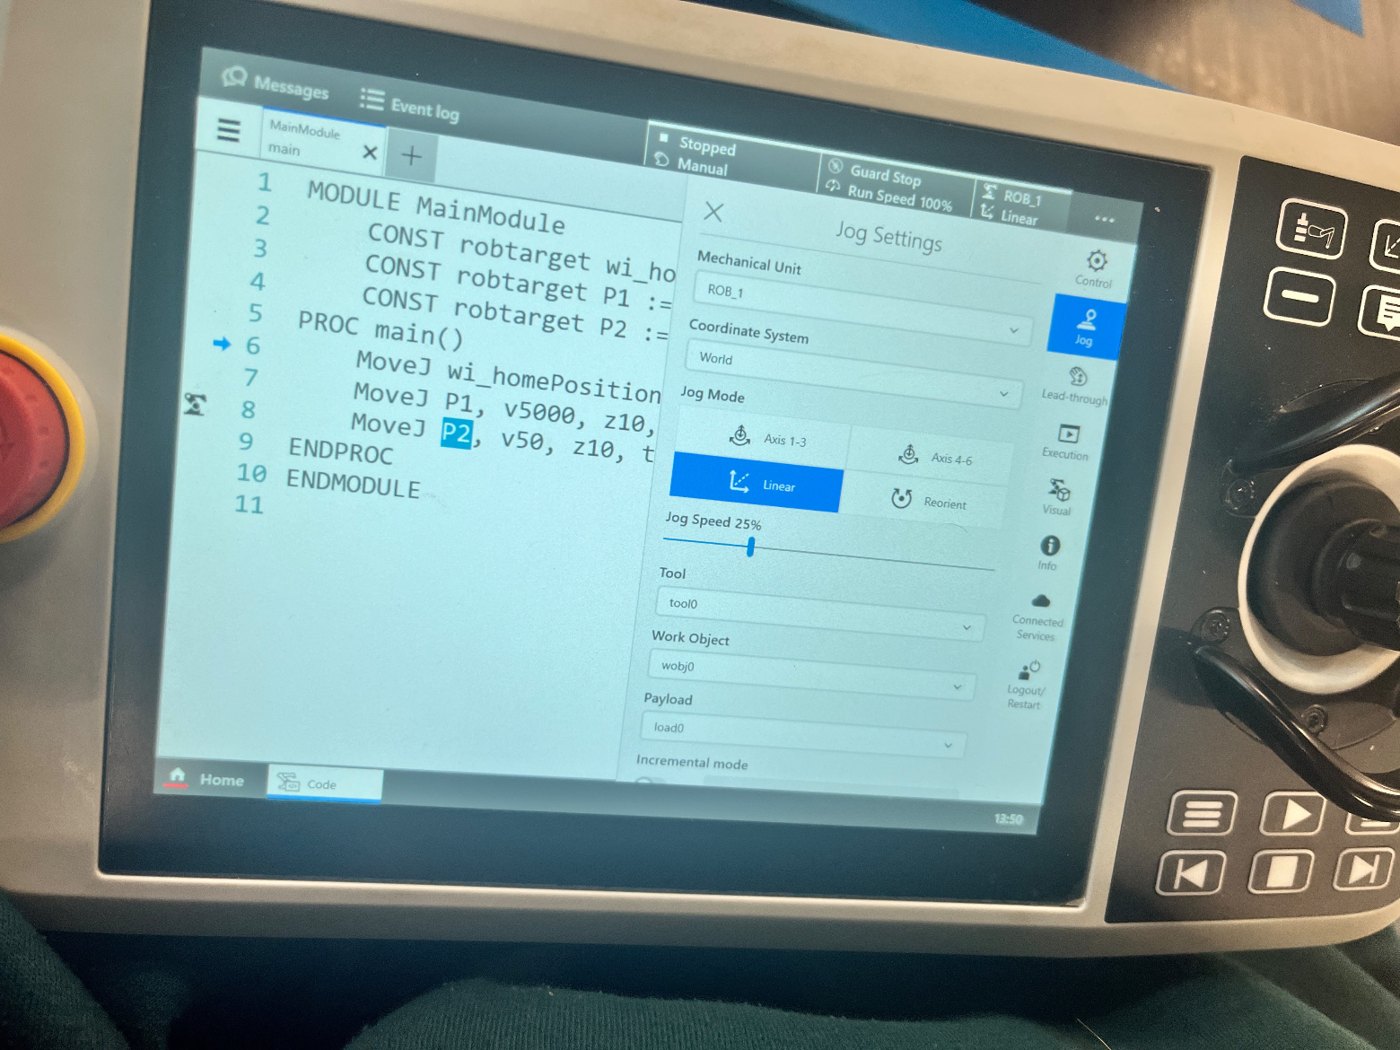 Messages
Event log
MainModule
main
Stopped
Manual
Guard Stop
Run Speed 100%
ROB_1
Linear
1 MODULE MainModule
2 CONST robtarget wi_ho
3 CONST robtarget P1 :=
4 CONST robtarget P2 :=
5 PROC main()
6 MoveJ wi_homePosition
7 MoveJ P1, v5000, z10,
8 MoveJ P2, v50, z10, t
9 ENDPROC
10 ENDMODULE
11
Jog Settings
Mechanical Unit
ROB_1
Coordinate System
World
Jog Mode
Axis 1-3
Axis 4-6
Linear
Reorient
Jog Speed 25%
Tool
tool0
Work Object
wobj0
Payload
load0
Incremental mode
Control
Jog
Lead-through
Execution
Visual
Info
Connected
Services
Logout/
Restart
Home
Code
13:50